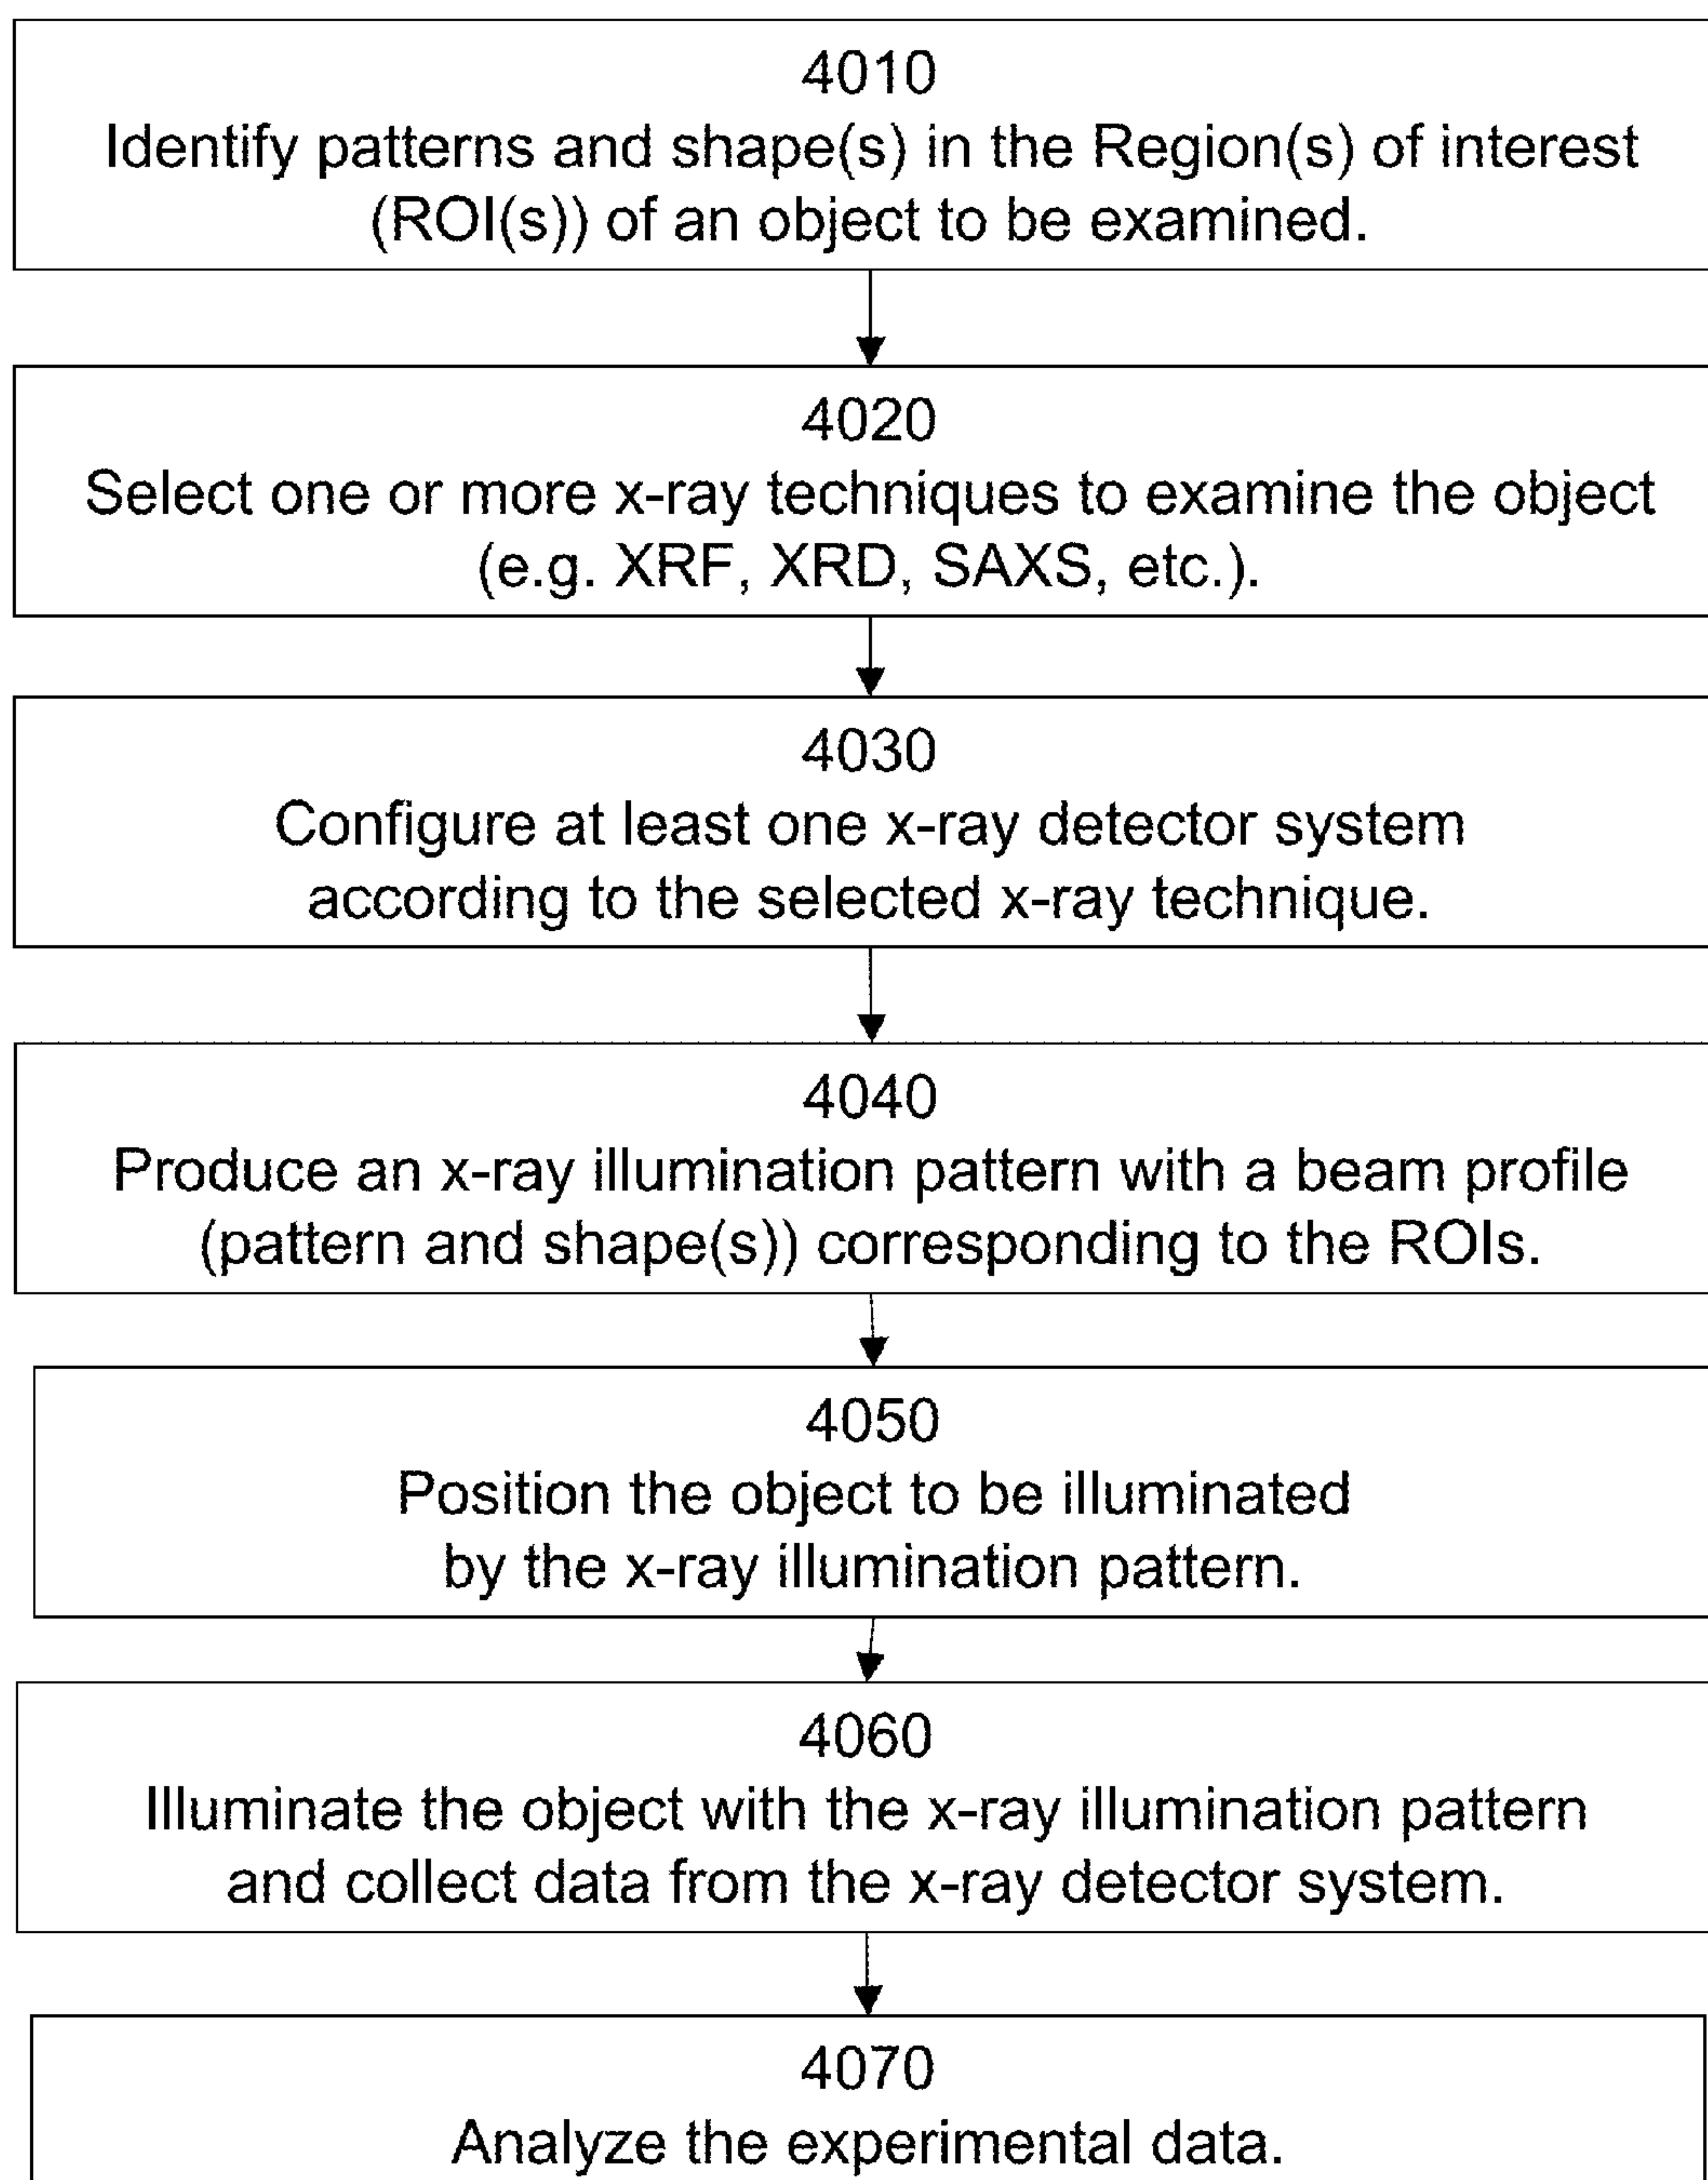 4010
Identify patterns and shape(s) in the Region(s) of interest
(ROI(s)) of an object to be examined.
4020
Select one or more x-ray techniques to examine the object
(e.g. XRF, XRD, SAXS, etc.).
4030
Configure at least one x-ray detector system
according to the selected x-ray technique.
4040
Produce an x-ray illumination pattern with a beam profile
(pattern and shape(s)) corresponding to the ROIs.
4050
Position the object to be illuminated
by the x-ray illumination pattern.
4060
Illuminate the object with the x-ray illumination pattern
and collect data from the x-ray detector system.
4070
Analyze the experimental data.